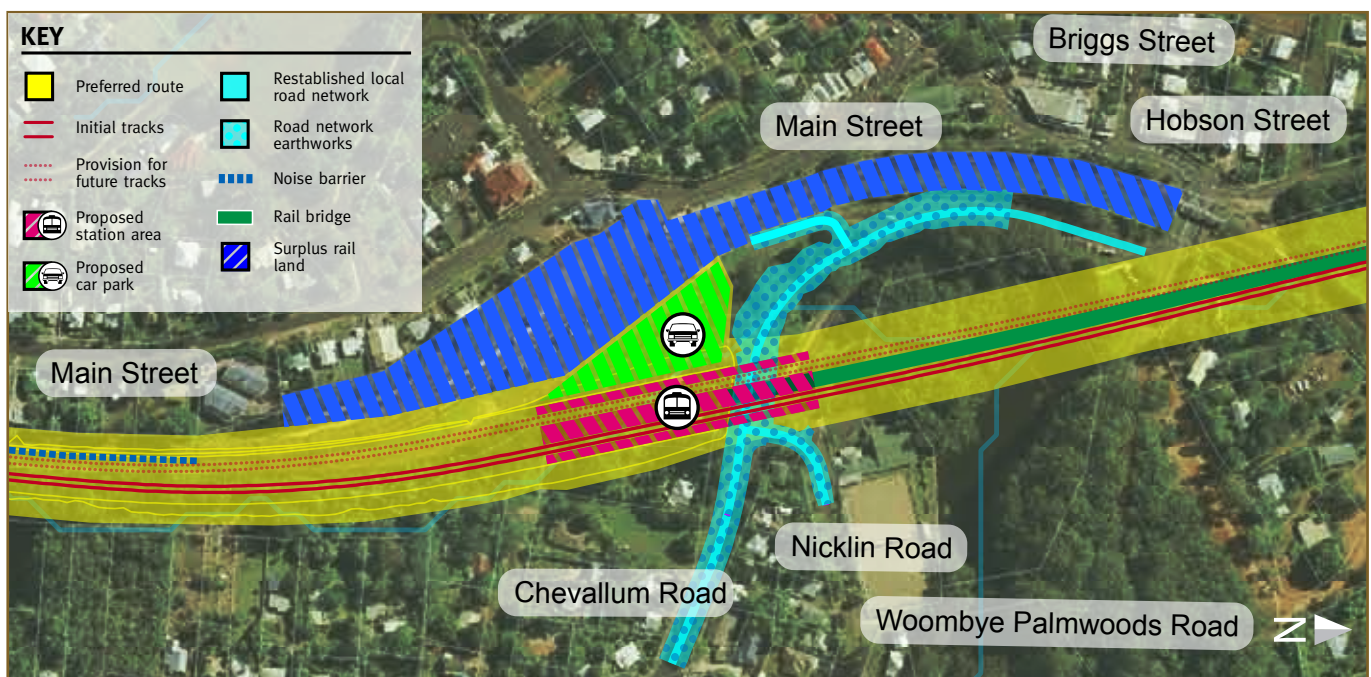 KEY
Preferred route
Initial tracks
Provision for
future tracks
Proposed
station area
Proposed
car park
Restablished local
road network
Road network
earthworks
Noise barrier
Rail bridge
Surplus rail
land
Briggs Street
Main Street
Hobson Street
Main Street
Nicklin Road
Chevallum Road
Woombye Palmwoods Road
N